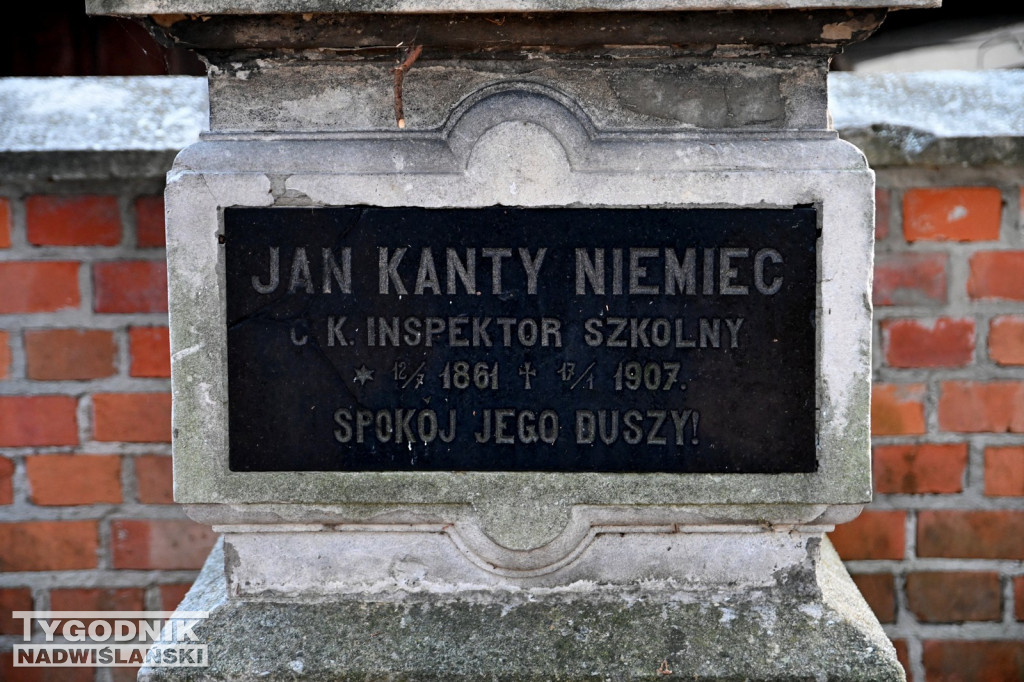 JAN KANTY NIEMIEC
C. K. INSPEKTOR SZKOLNY
* 12/7 1861 ✝ 17/1 1907.
SPOKÓJ JEGO DUSZY!
TYGODNIK
NADWIŚLAŃSKI